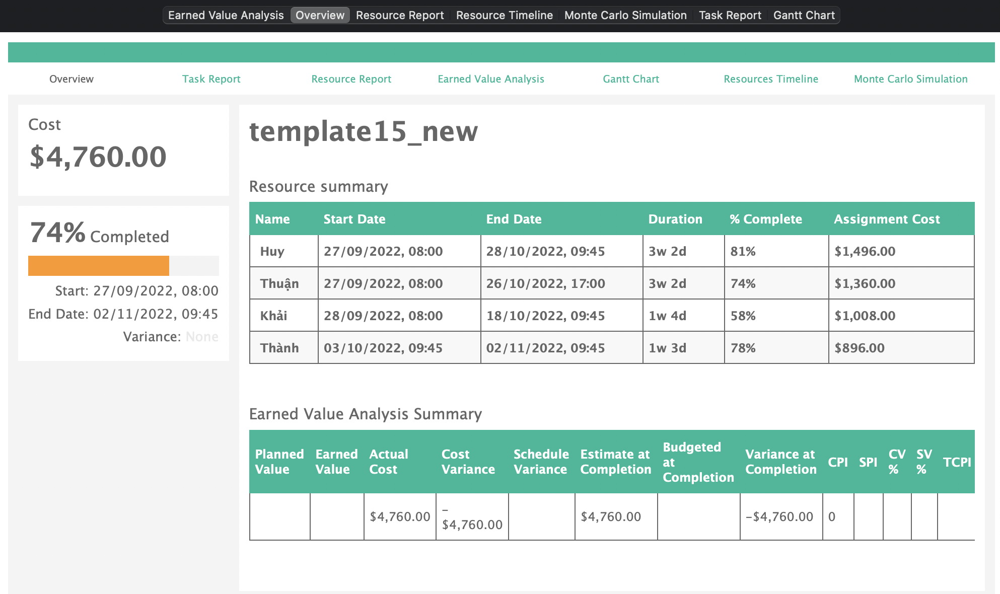 Earned Value Analysis Overview Resource Report Resource Timeline Monte Carlo Simulation Task Report Gantt Chart
Overview Task Report Resource Report Earned Value Analysis Gantt Chart Resources Timeline Monte Carlo Simulation
Cost
$4,760.00
74% Completed
Start: 27/09/2022, 08:00
End Date: 02/11/2022, 09:45
Variance: None
template15_new
Resource summary
Name Start Date End Date Duration % Complete Assignment Cost
Huy 27/09/2022, 08:00 28/10/2022, 09:45 3w 2d 81% $1,496.00
Thuận 27/09/2022, 08:00 26/10/2022, 17:00 3w 2d 74% $1,360.00
Khải 28/09/2022, 08:00 18/10/2022, 09:45 1w 4d 58% $1,008.00
Thành 03/10/2022, 09:45 02/11/2022, 09:45 1w 3d 78% $896.00
Earned Value Analysis Summary
Planned Value Earned Value Actual Cost Cost Variance Schedule Variance Estimate at Completion Budgeted at Completion Variance at Completion CPI SPI CV % SV % TCPI
$4,760.00 -$4,760.00 $4,760.00 -$4,760.00 0